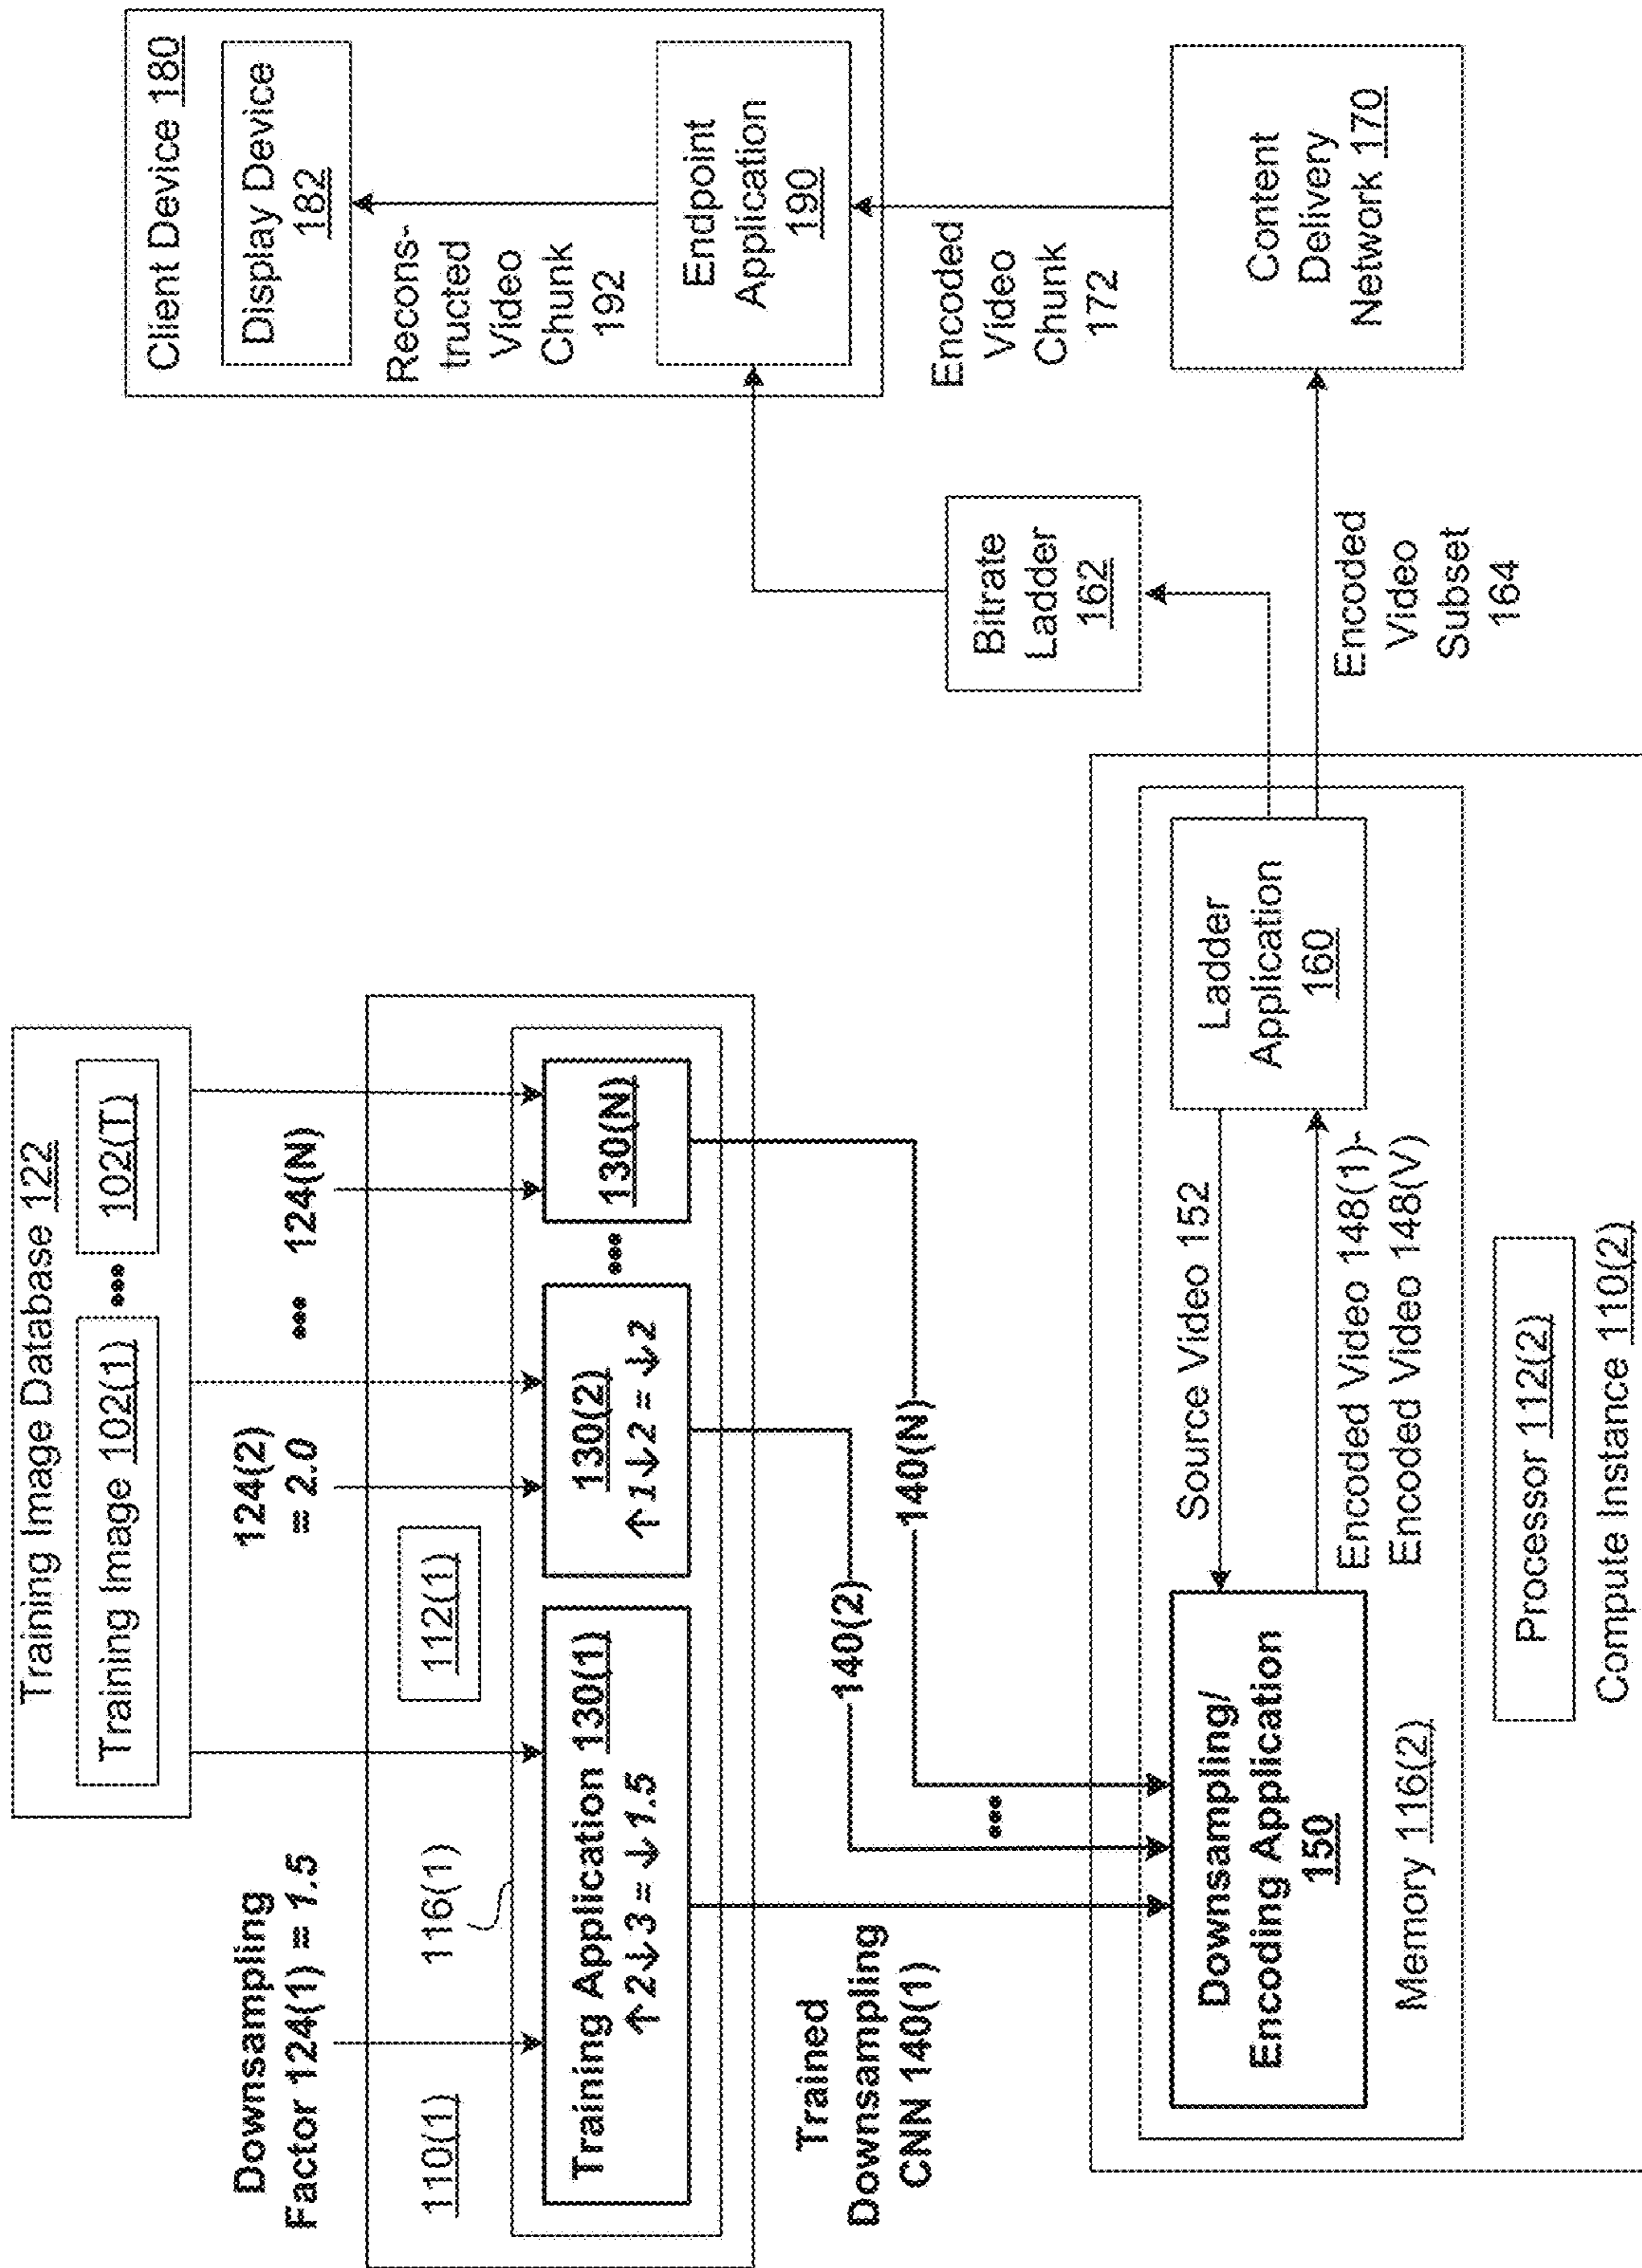 Training Image Database 122
Training Image 102(1)
•••
102(T)
Downsampling
Factor 124(1) = 1.5
124(2)
= 2.0
•••
124(N)
110(1)
116(1)
112(1)
Training Application 130(1)
↑2↓3 = ↓1.5
130(2)
↑1↓2 = ↓2
•••
130(N)
Trained
Downsampling
CNN 140(1)
140(2)
140(N)
•••
Downsampling/
Encoding Application
150
Source Video 152
Encoded Video 148(1)-
Encoded Video 148(V)
Ladder
Application
160
Memory 116(2)
Processor 112(2)
Compute Instance 110(2)
Bitrate
Ladder
162
Encoded
Video
Subset
164
Client Device 180
Display Device
182
Recons-
tructed
Video
Chunk
192
Endpoint
Application
190
Encoded
Video
Chunk
172
Content
Delivery
Network 170